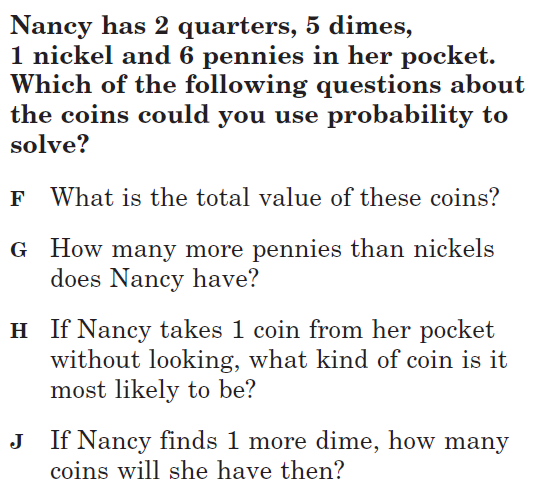 Nancy has 2 quarters, 5 dimes,
1 nickel and 6 pennies in her pocket.
Which of the following questions about
the coins could you use probability to
solve?
F What is the total value of these coins?
G How many more pennies than nickels
does Nancy have?
H If Nancy takes 1 coin from her pocket
without looking, what kind of coin is it
most likely to be?
J If Nancy finds 1 more dime, how many
coins will she have then?